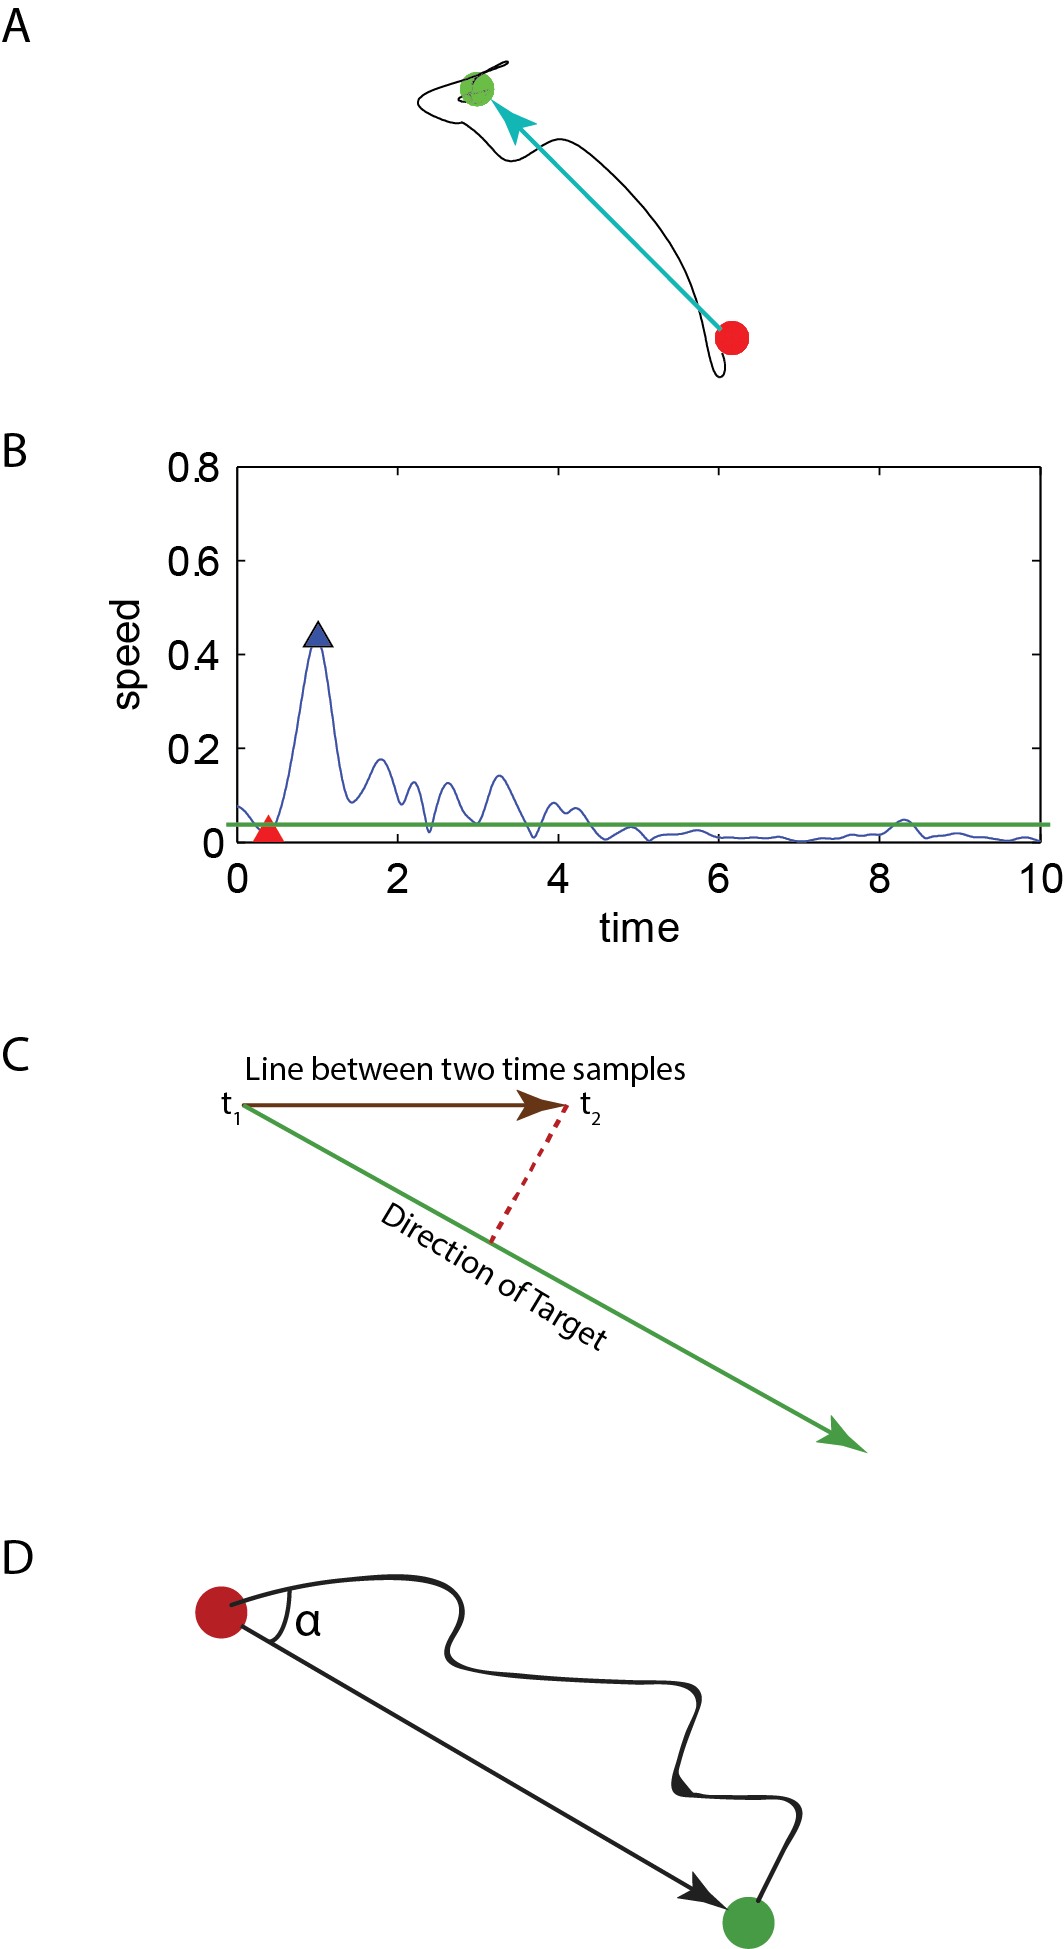 A
B
0.8
0.6
0.4
0.2
0
speed
0 2 4 6 8 10
time
C
Line between two time samples
t1 t2
Direction of Target
D
α